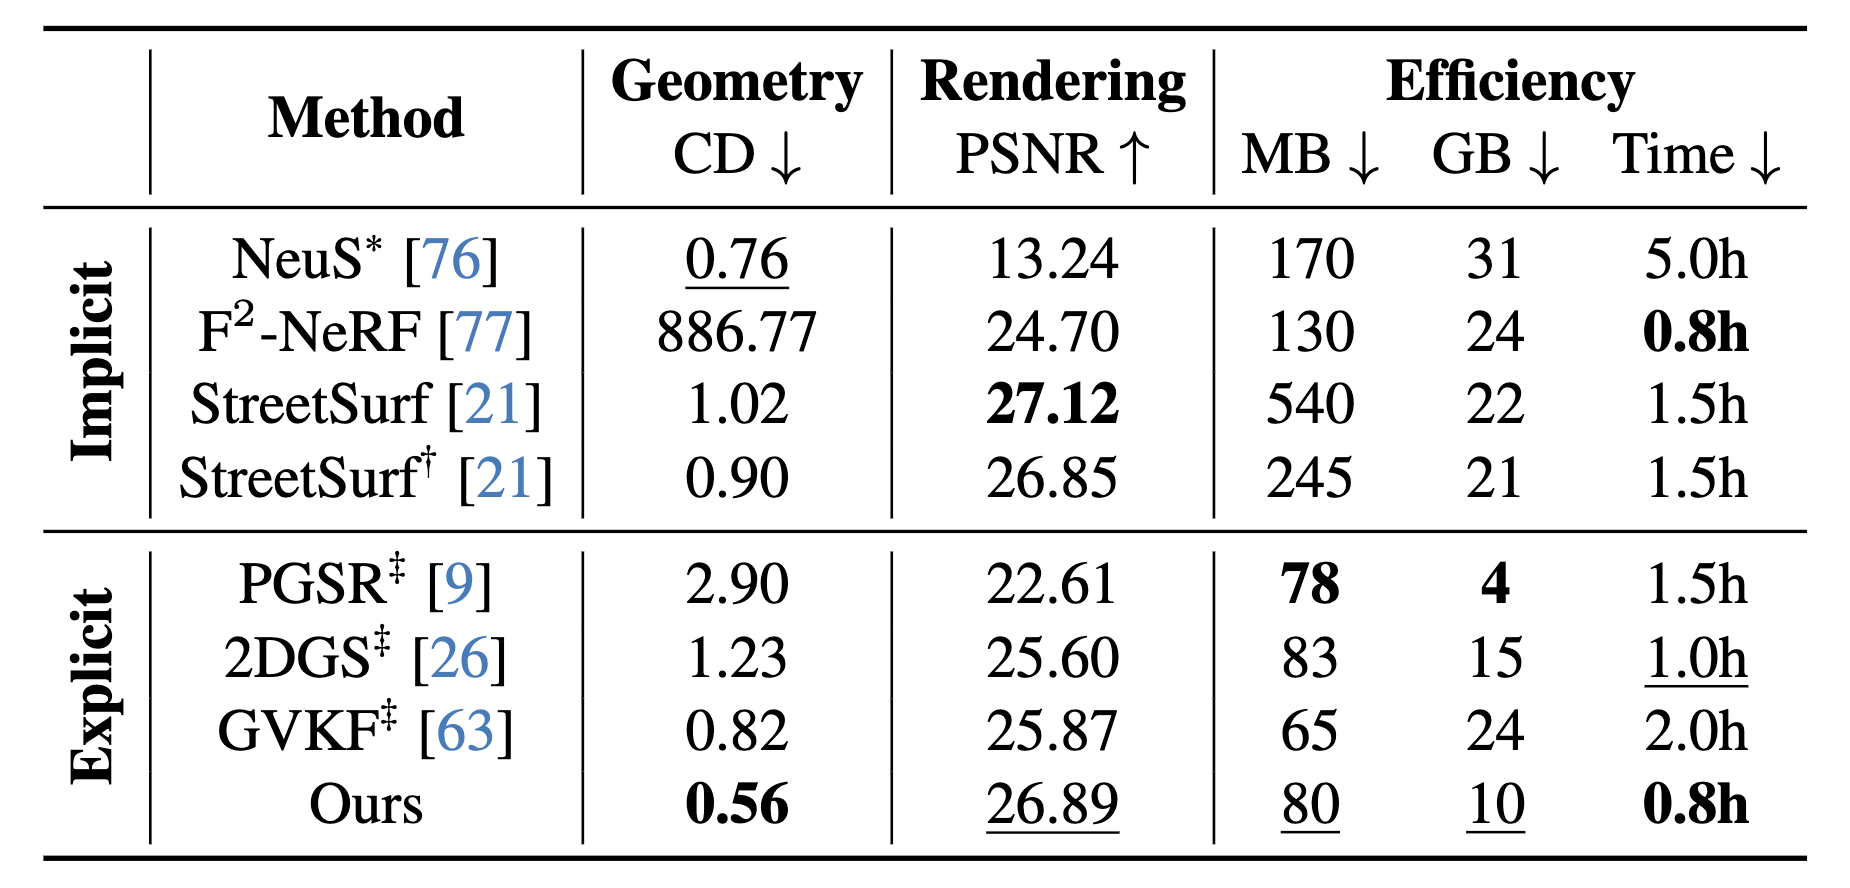 Method Geometry Rendering Efficiency
CD ↓ PSNR ↑ MB ↓ GB ↓ Time ↓
Implicit
NeuS* [76] 0.76 13.24 170 31 5.0h
F²-NeRF [77] 886.77 24.70 130 24 0.8h
StreetSurf [21] 1.02 27.12 540 22 1.5h
StreetSurf† [21] 0.90 26.85 245 21 1.5h
Explicit
PGSR‡ [9] 2.90 22.61 78 4 1.5h
2DGS‡ [26] 1.23 25.60 83 15 1.0h
GVKF‡ [63] 0.82 25.87 65 24 2.0h
Ours 0.56 26.89 80 10 0.8h